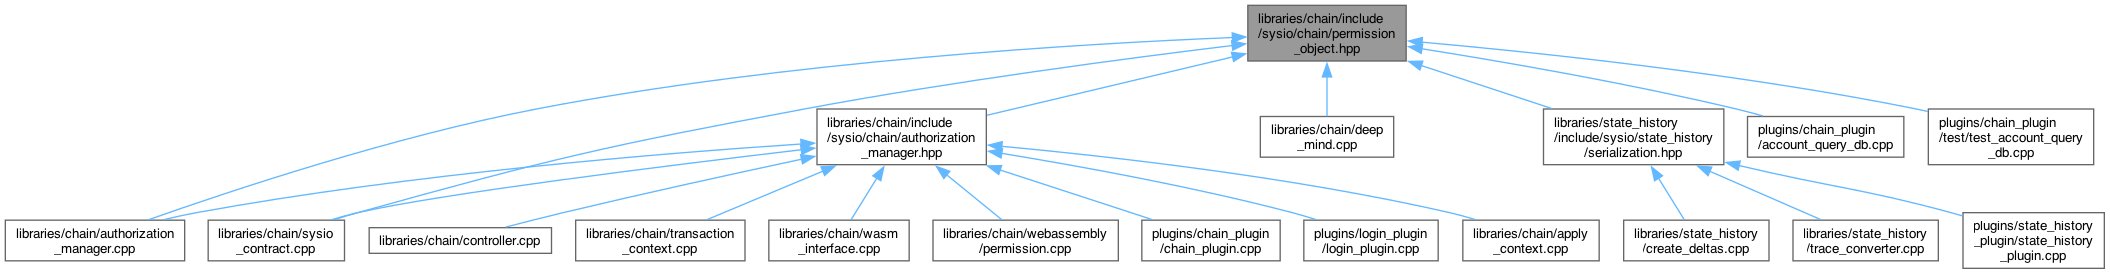 libraries/chain/include
/sysio/chain/permission
_object.hpp
libraries/chain/include
/sysio/chain/authorization
_manager.hpp
libraries/chain/deep
_mind.cpp
libraries/state_history
/include/sysio/state_history
/serialization.hpp
plugins/chain_plugin
/account_query_db.cpp
plugins/chain_plugin
/test/test_account_query
_db.cpp
libraries/chain/authorization
_manager.cpp
libraries/chain/sysio
_contract.cpp
libraries/chain/controller.cpp
libraries/chain/transaction
_context.cpp
libraries/chain/wasm
_interface.cpp
libraries/chain/webassembly
/permission.cpp
plugins/chain_plugin
/chain_plugin.cpp
plugins/login_plugin
/login_plugin.cpp
libraries/chain/apply
_context.cpp
libraries/state_history
/create_deltas.cpp
libraries/state_history
/trace_converter.cpp
plugins/state_history
_plugin/state_history
_plugin.cpp